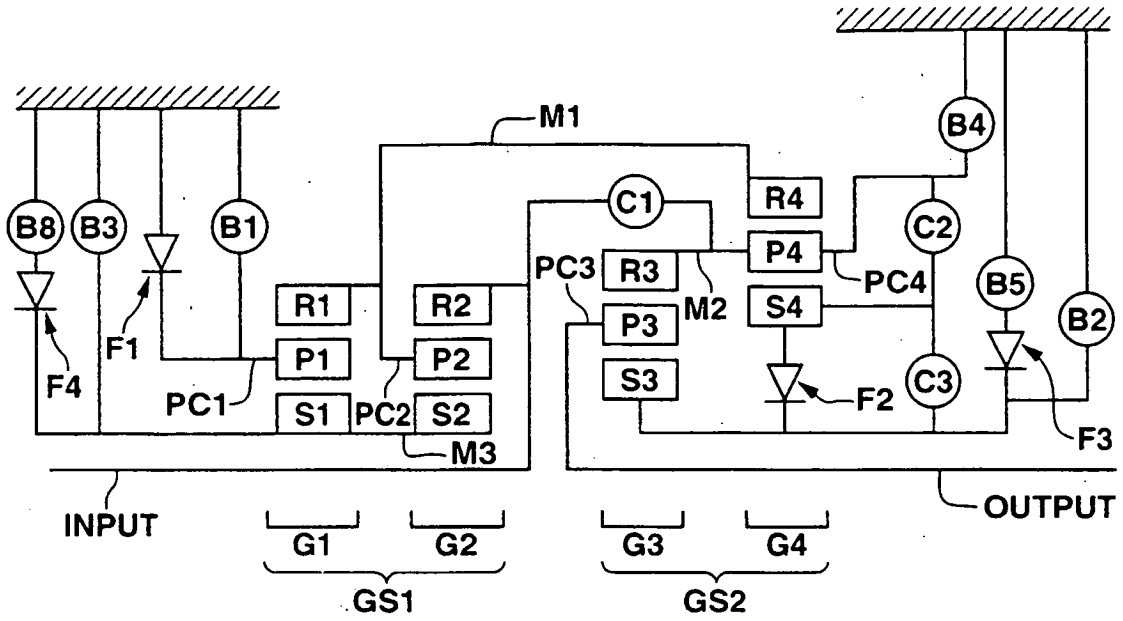 M1
B4
B8 B3 B1 C1 R4 C2
PC3 R3 P4
F1 R1 R2 M2 PC4 B5
P3 S4 B2
F4 P1 P2
PC1 S1 PC2 S2 S3 F2 C3
M3 F3
INPUT OUTPUT
G1 G2 G3 G4
GS1 GS2